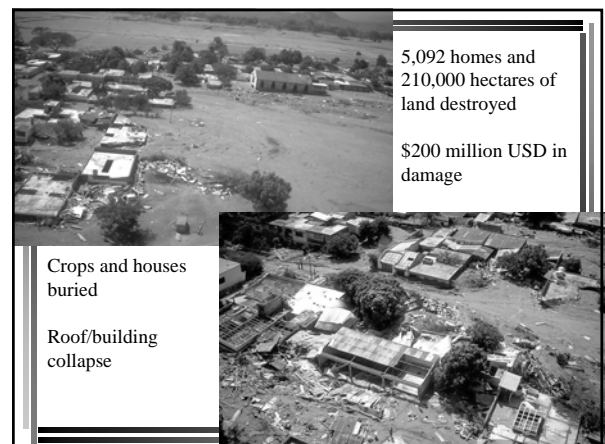 5,092 homes and
210,000 hectares of
land destroyed
$200 million USD in
damage
Crops and houses
buried
Roof/building
collapse